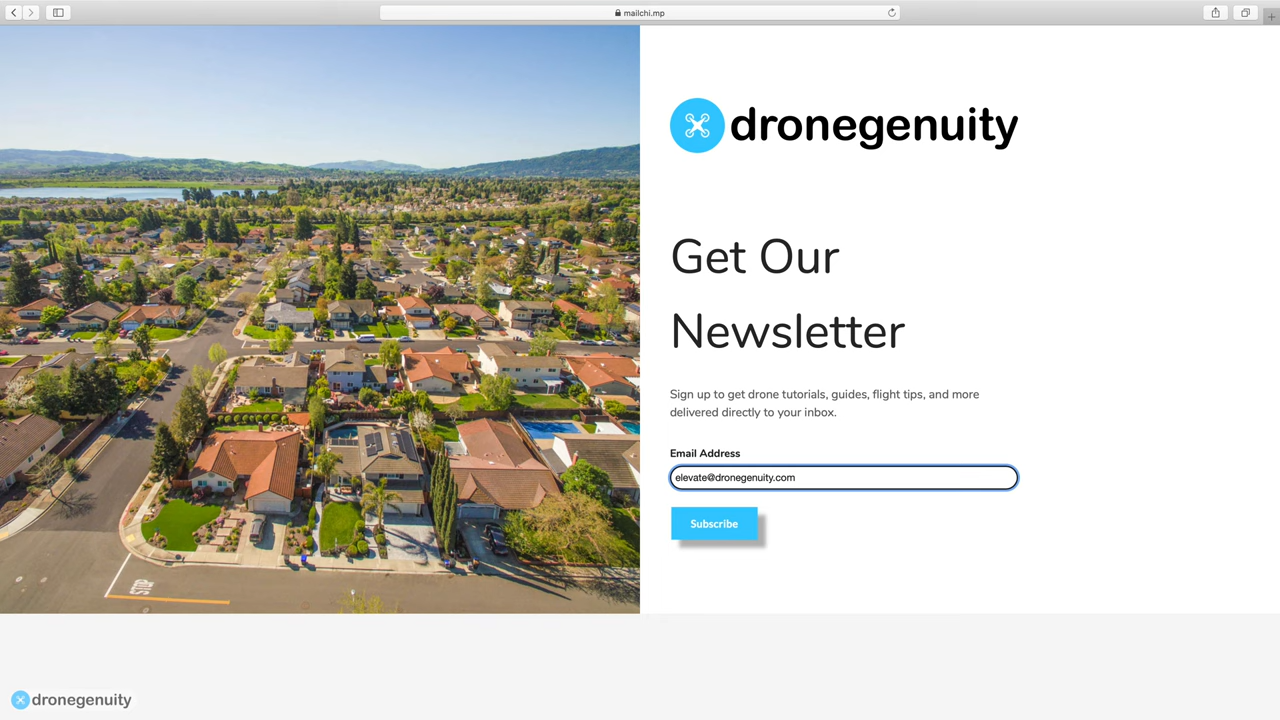 mailchi.mp
dronegenuity
Get Our
Newsletter
Sign up to get drone tutorials, guides, flight tips, and more
delivered directly to your inbox.
Email Address
elevate@dronegenuity.com
Subscribe
STOP
dronegenuity